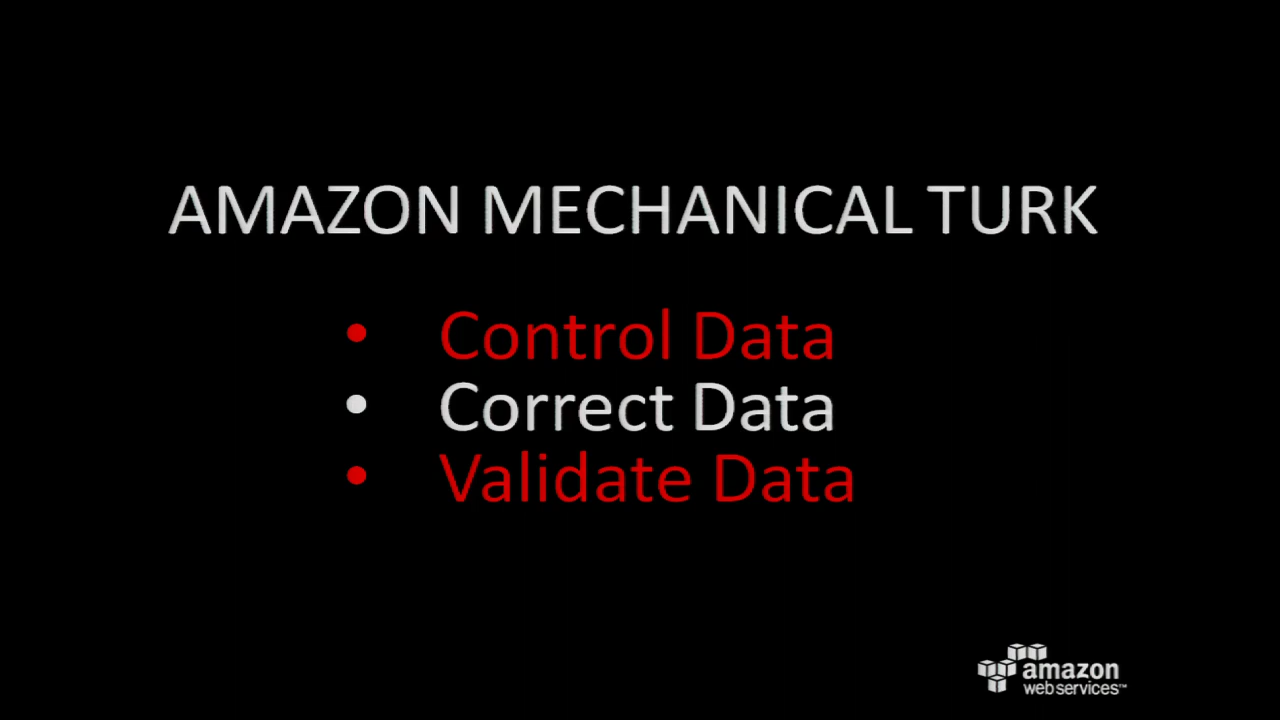 AMAZON MECHANICAL TURK
• Control Data
• Correct Data
• Validate Data
amazon
webservices™